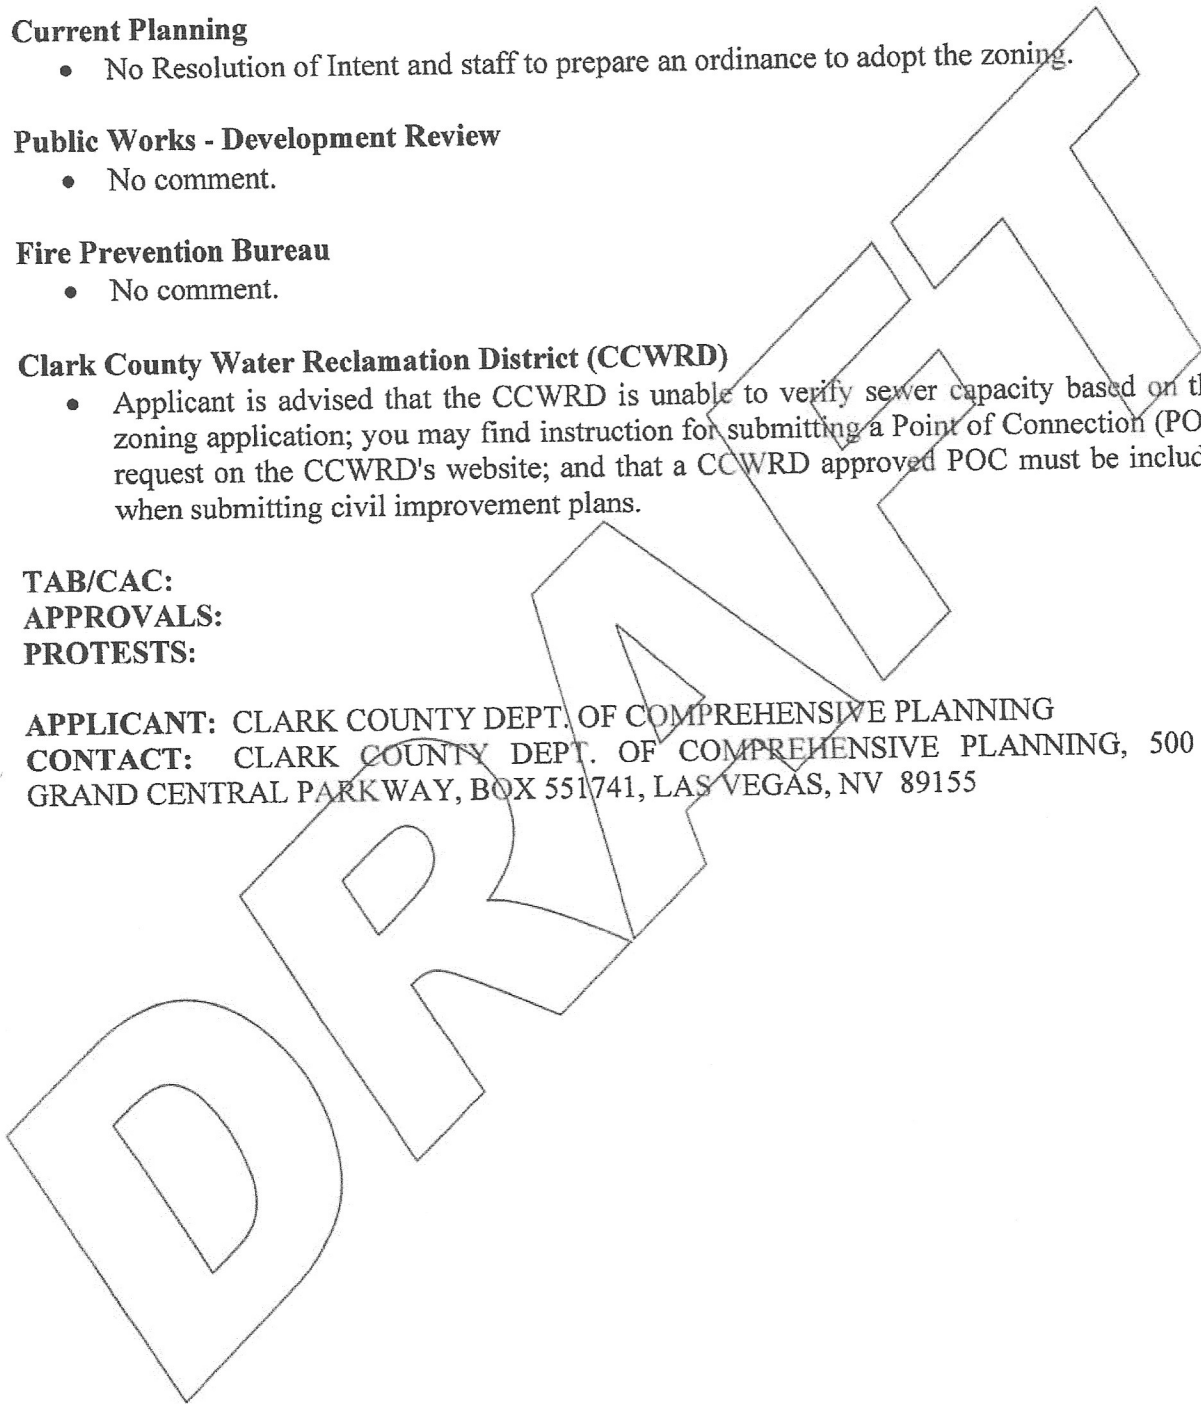 Current Planning
• No Resolution of Intent and staff to prepare an ordinance to adopt the zoning.
Public Works - Development Review
• No comment.
Fire Prevention Bureau
• No comment.
Clark County Water Reclamation District (CCWRD)
• Applicant is advised that the CCWRD is unable to verify sewer capacity based on th
zoning application; you may find instruction for submitting a Point of Connection (PO
request on the CCWRD's website; and that a CCWRD approved POC must be includ
when submitting civil improvement plans.
TAB/CAC:
APPROVALS:
PROTESTS:
APPLICANT: CLARK COUNTY DEPT. OF COMPREHENSIVE PLANNING
CONTACT: CLARK COUNTY DEPT. OF COMPREHENSIVE PLANNING, 500
GRAND CENTRAL PARKWAY, BOX 551741, LAS VEGAS, NV 89155
DRAFT